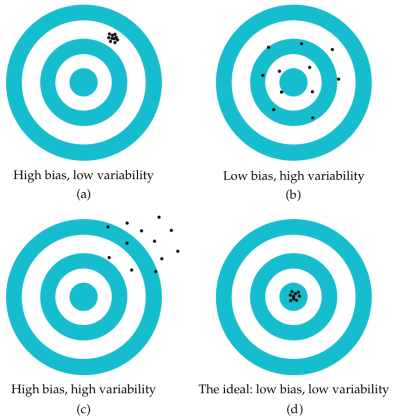 High bias, low variability
(a)
Low bias, high variability
(b)
High bias, high variability
(c)
The ideal: low bias, low variability
(d)